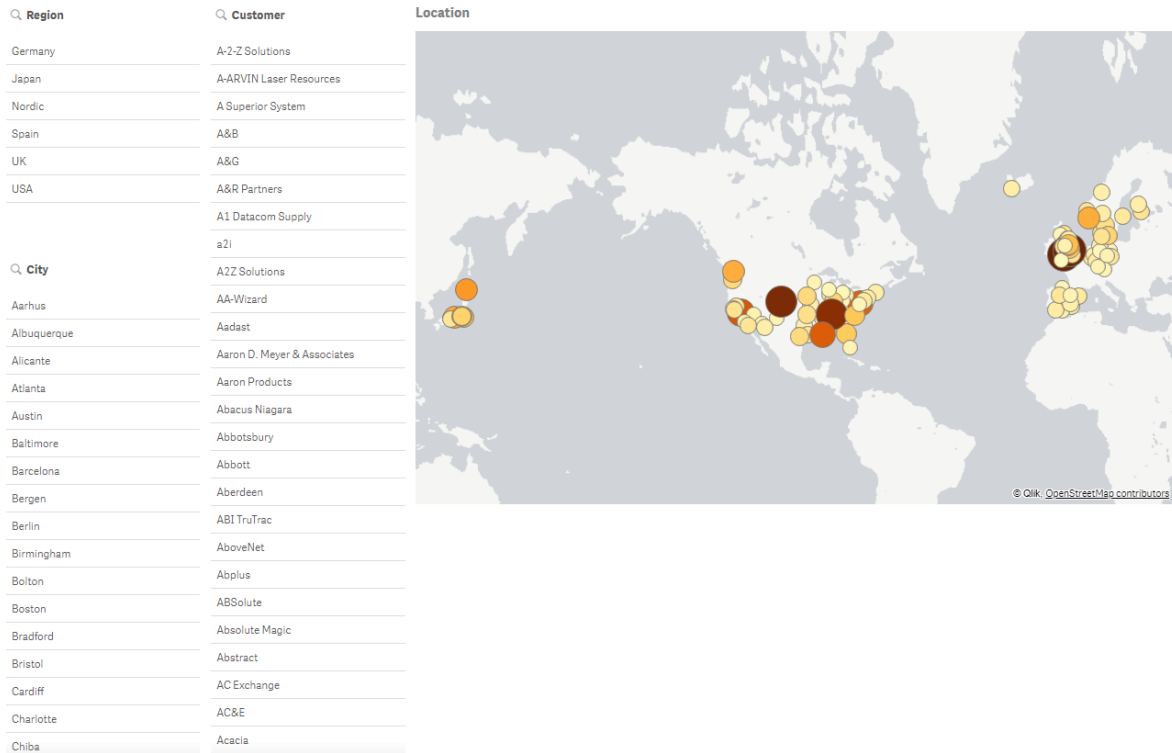 Region
Germany
Japan
Nordic
Spain
UK
USA
City
Aarhus
Albuquerque
Alicante
Atlanta
Austin
Baltimore
Barcelona
Bergen
Berlin
Birmingham
Bolton
Boston
Bradford
Bristol
Cardiff
Charlotte
Chiba
Customer
A-2-Z Solutions
A-ARVIN Laser Resources
A Superior System
A&B
A&G
A&R Partners
A1 Datacom Supply
a2i
A2Z Solutions
AA-Wizard
Aadast
Aaron D. Meyer & Associates
Aaron Products
Abacus Niagara
Abbotsbury
Abbott
Aberdeen
ABI TruTrac
AboveNet
Abplus
ABSolute
Absolute Magic
Abstract
AC Exchange
AC&E
Acacia
Location
© Qlik, OpenStreetMap contributors